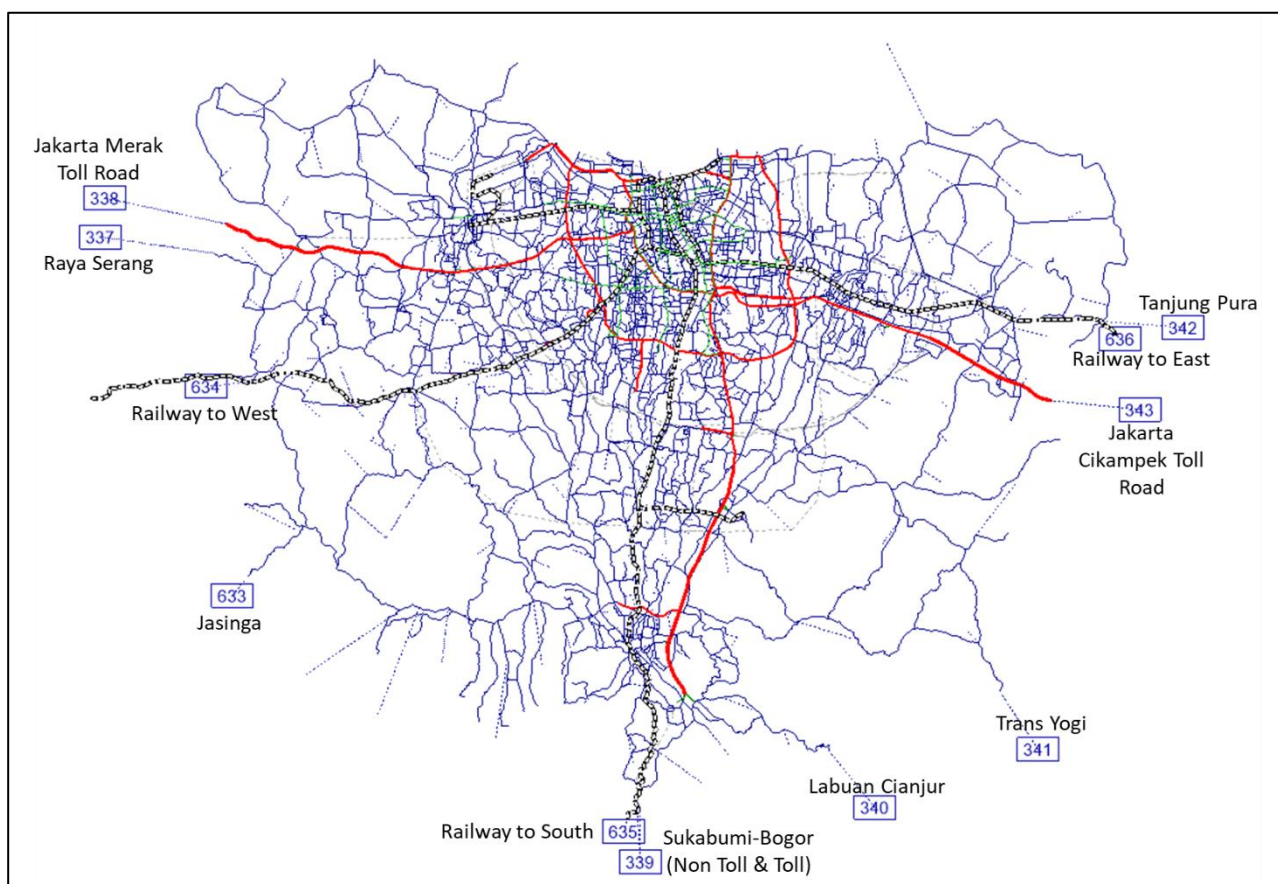 Jakarta Merak
Toll Road
338
337
Raya Serang
Tanjung Pura
342
636
Railway to East
634
Railway to West
343
Jakarta
Cikampek Toll
Road
633
Jasinga
Trans Yogi
341
Labuan Cianjur
340
Railway to South
635
Sukabumi-Bogor
(Non Toll & Toll)
339